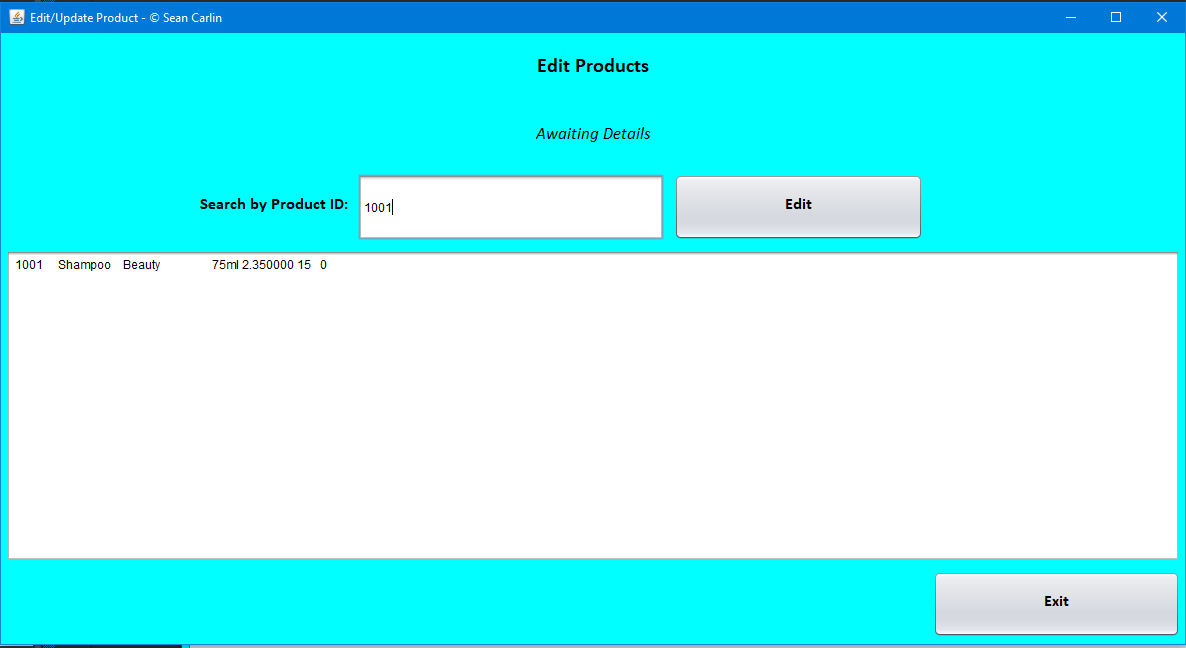 Edit/Update Product - © Sean Carlin
Edit Products
Awaiting Details
Search by Product ID: 1001 Edit
1001 Shampoo Beauty 75ml 2.350000 15 0
Exit